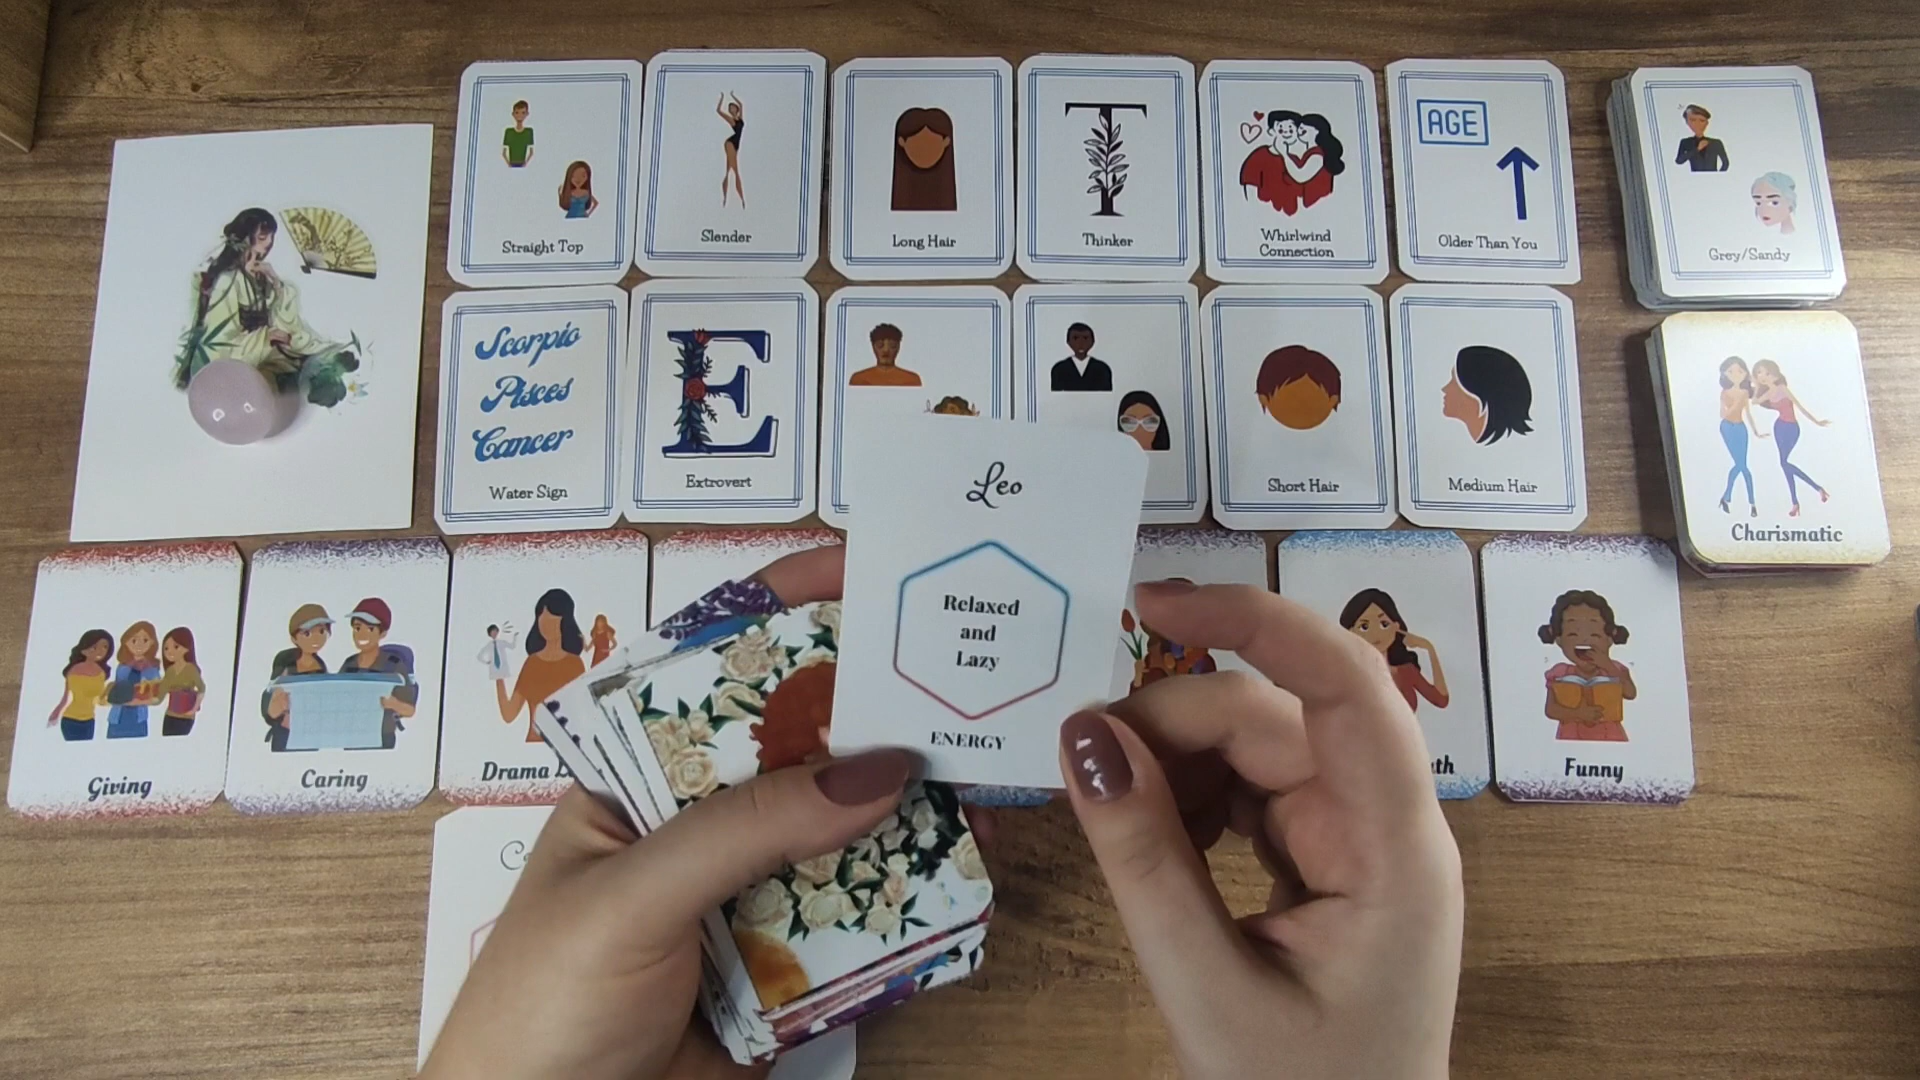 Straight Top
Slender
Long Hair
T
Thinker
Whirlwind
Connection
AGE
Older Than You
Grey/Sandy
Scorpio
Pisces
Cancer
Water Sign
E
Extrovert
Short Hair
Medium Hair
Charismatic
Leo
Relaxed
and
Lazy
ENERGY
Giving
Caring
Drama
Funny